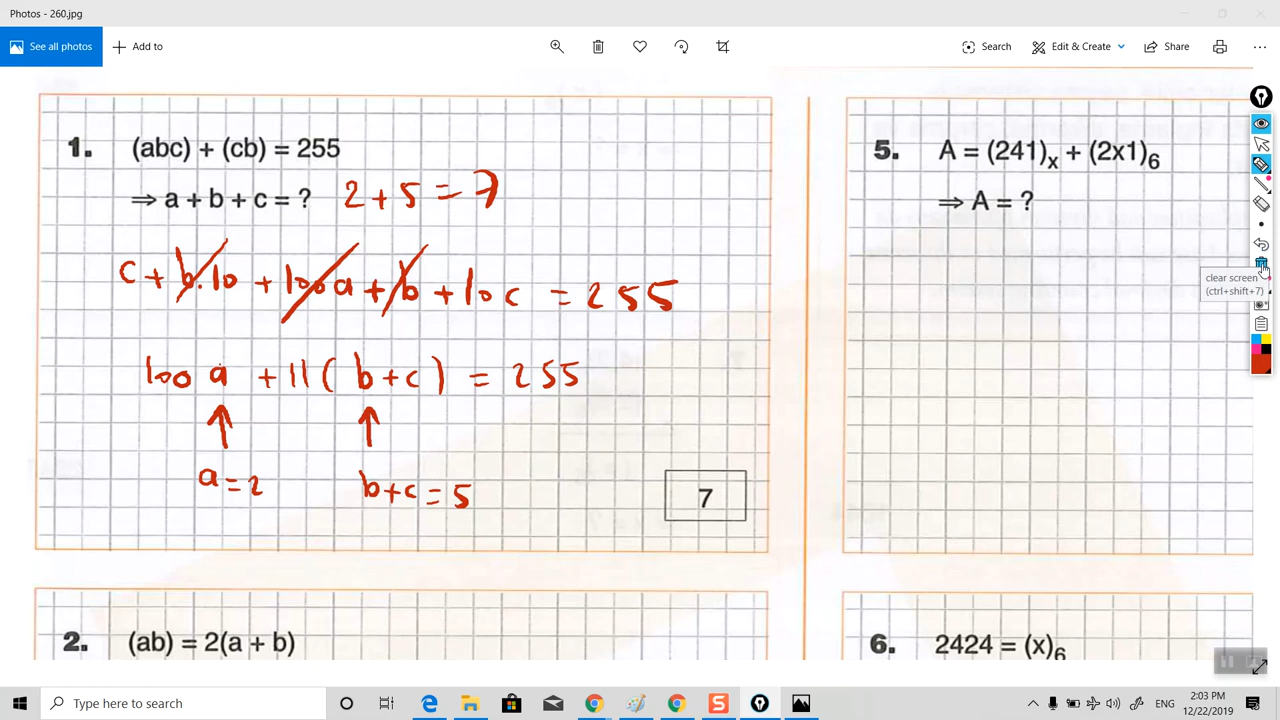 Photos - 260.jpg
See all photos
Add to
Search
Edit & Create
Share
1. (abc) + (cb) = 255
⇒ a + b + c = ? 2 + 5 = 7
c + b.10 + 100a + b + 10c = 255
100 a + 11 ( b + c ) = 255
a = 2 b + c = 5
7
2. (ab) = 2(a + b)
5. A = (241)x + (2x1)6
⇒ A = ?
6. 2424 = (x)6
clear screen
(ctrl+shift+7)
Type here to search
ENG
2:03 PM
12/22/2019